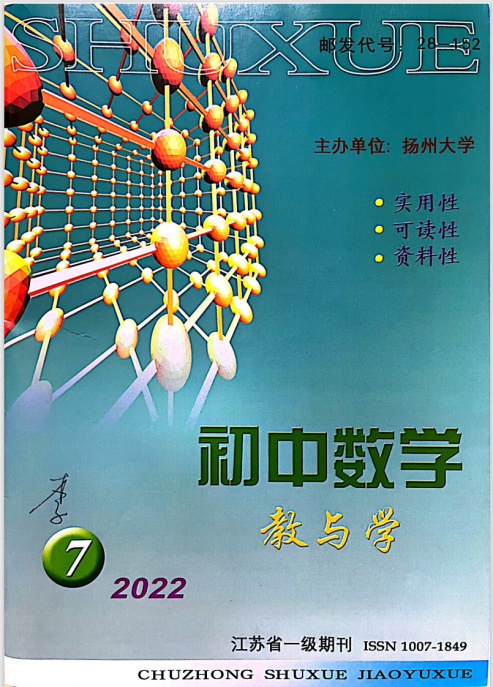 SHUXUE
邮发代号：28—152
主办单位：扬州大学
• 实用性
• 可读性
• 资料性
初中数学
教与学
李
7
2022
江苏省一级期刊 ISSN 1007-1849
CHUZHONG SHUXUE JIAOYUXUE